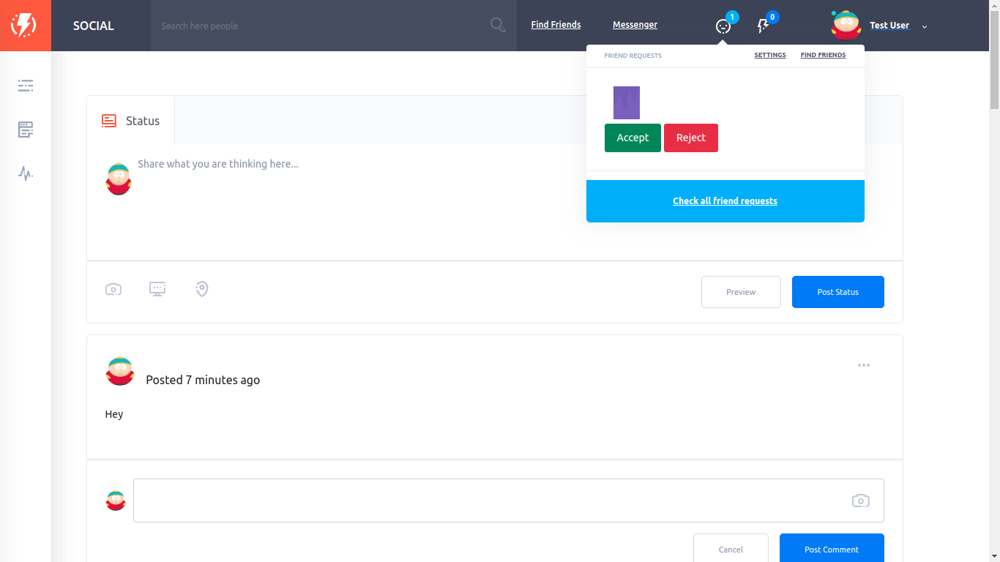 SOCIAL
Search here people
Find Friends
Messenger
1
0
Test User
FRIEND REQUESTS
SETTINGS
FIND FRIENDS
Accept
Reject
Check all friend requests
Status
Share what you are thinking here...
Preview
Post Status
Posted 7 minutes ago
Hey
Cancel
Post Comment